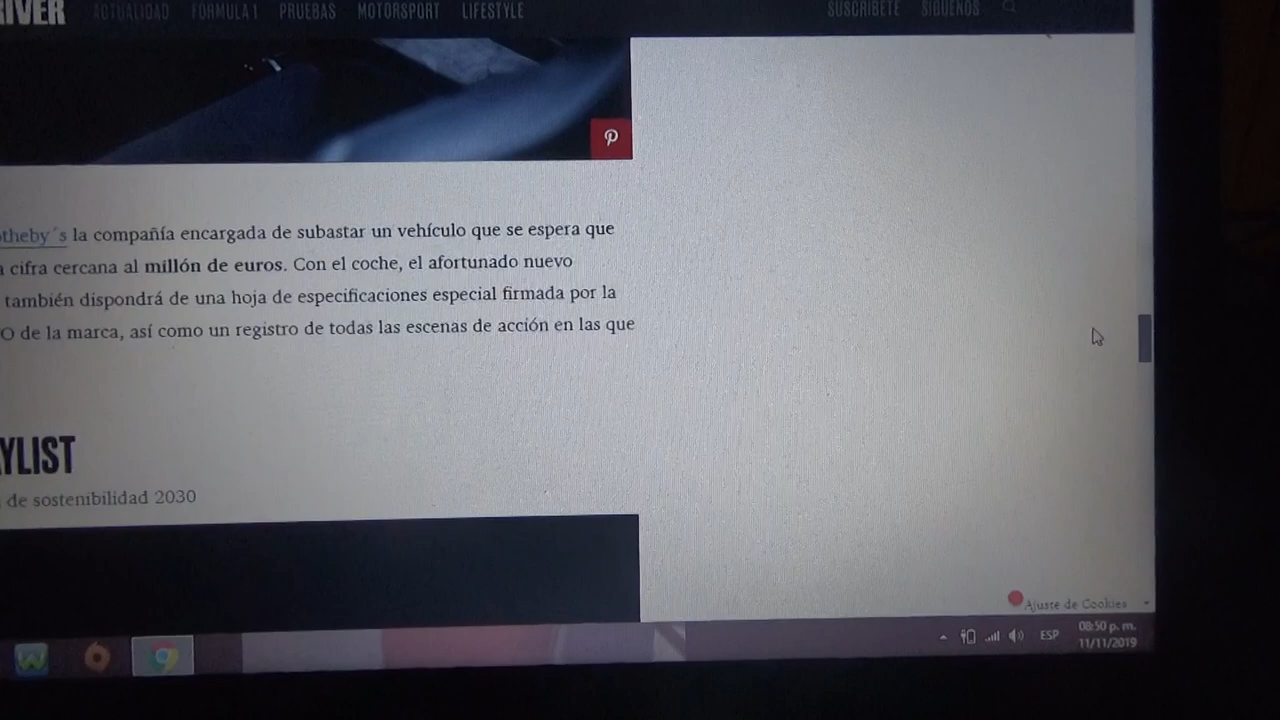 IVER ACTUALIDAD FÓRMULA 1 PRUEBAS MOTORSPORT LIFESTYLE SUSCRÍBETE SÍGUENOS
otheby´s la compañía encargada de subastar un vehículo que se espera que
a cifra cercana al millón de euros. Con el coche, el afortunado nuevo
también dispondrá de una hoja de especificaciones especial firmada por la
O de la marca, así como un registro de todas las escenas de acción en las que
YLIST
de sostenibilidad 2030
Ajuste de Cookies
ESP
08:50 p. m.
11/11/2019